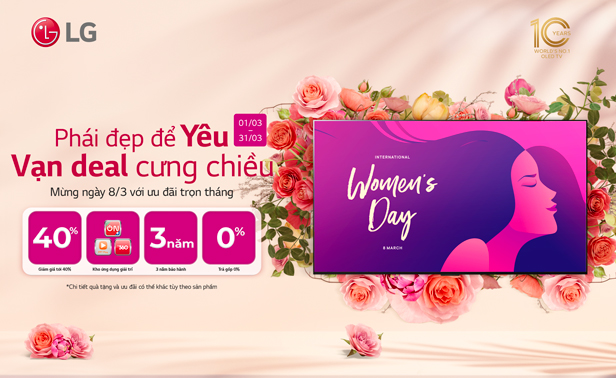 LG
10 YEARS
WORLD'S NO.1
OLED TV
Phái đẹp để Yêu
01/03
–
31/03
Vạn deal cưng chiều
Mừng ngày 8/3 với ưu đãi trọn tháng
40%
Giảm giá tới 40%
ON
360
Kho ứng dụng giải trí
3 năm
3 năm bảo hành
0%
Trả góp 0%
*Chi tiết quà tặng và ưu đãi có thể khác tùy theo sản phẩm
INTERNATIONAL
Women's
Day
8 MARCH